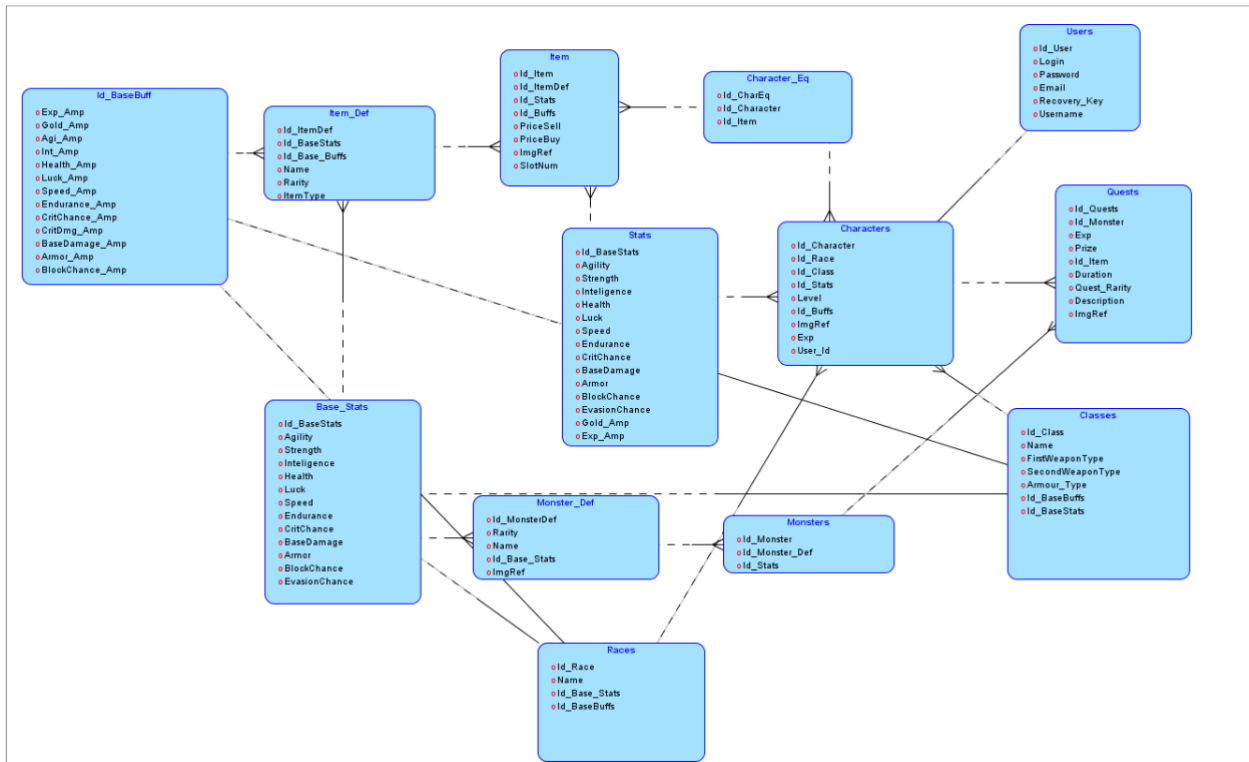 Id_BaseBuff
Exp_Amp
Gold_Amp
Agi_Amp
Int_Amp
Health_Amp
Luck_Amp
Speed_Amp
Endurance_Amp
CritChance_Amp
CritDmg_Amp
BaseDamage_Amp
Armor_Amp
BlockChance_Amp
Item_Def
Id_ItemDef
Id_BaseStats
Id_Base_Buffs
Name
Rarity
ItemType
Item
Id_Item
Id_ItemDef
Id_Stats
Id_Buffs
PriceSell
PriceBuy
ImgRef
SlotNum
Character_Eq
Id_CharEq
Id_Character
Id_Item
Users
Id_User
Login
Password
Email
Recovery_Key
Username
Stats
Id_BaseStats
Agility
Strength
Inteligence
Health
Luck
Speed
Endurance
CritChance
BaseDamage
Armor
BlockChance
EvasionChance
Gold_Amp
Exp_Amp
Characters
Id_Character
Id_Race
Id_Class
Id_Stats
Level
Id_Buffs
ImgRef
Exp
User_Id
Quests
Id_Quests
Id_Monster
Exp
Prize
Id_Item
Duration
Quest_Rarity
Description
ImgRef
Base_Stats
Id_BaseStats
Agility
Strength
Inteligence
Health
Luck
Speed
Endurance
CritChance
BaseDamage
Armor
BlockChance
EvasionChance
Monster_Def
Id_MonsterDef
Rarity
Name
Id_Base_Stats
ImgRef
Monsters
Id_Monster
Id_Monster_Def
Id_Stats
Classes
Id_Class
Name
FirstWeaponType
SecondWeaponType
Armour_Type
Id_BaseBuffs
Id_BaseStats
Races
Id_Race
Name
Id_Base_Stats
Id_BaseBuffs